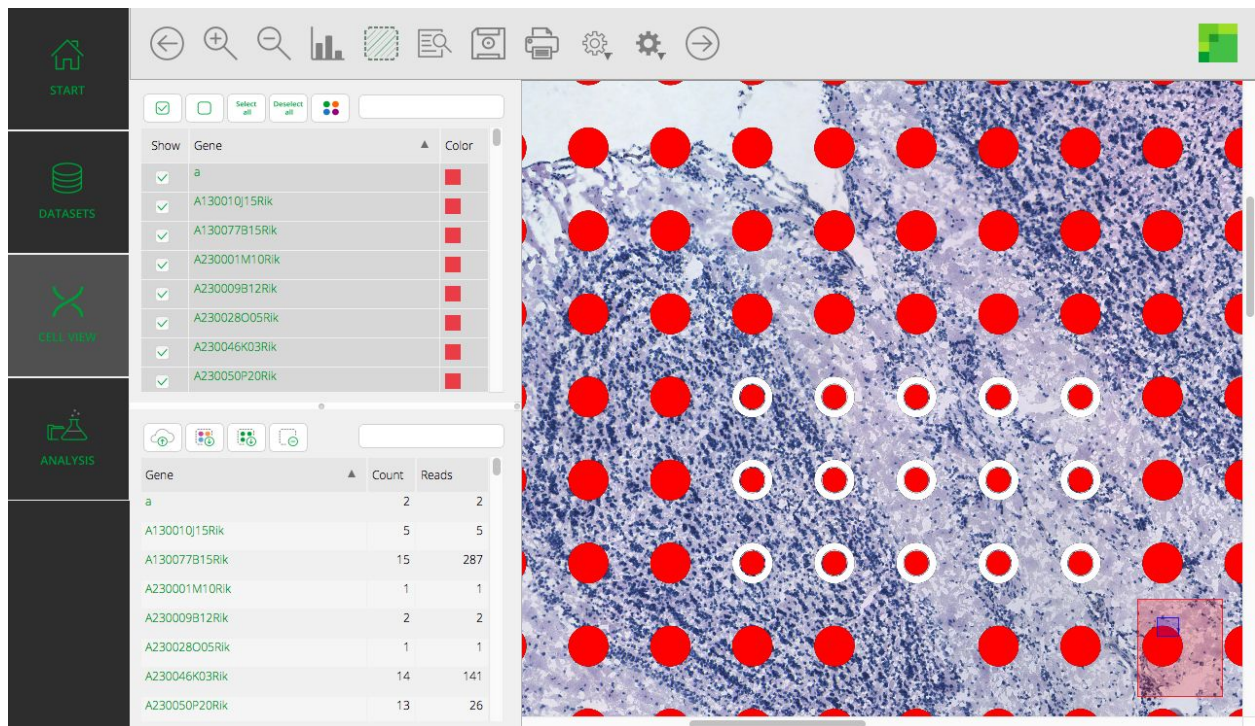 START
DATASETS
CELL VIEW
ANALYSIS
Select all
Deselect all
Show Gene ▲ Color
a
A130010J15Rik
A130077B15Rik
A230001M10Rik
A230009B12Rik
A230028O05Rik
A230046K03Rik
A230050P20Rik
Gene ▲ Count Reads
a 2 2
A130010J15Rik 5 5
A130077B15Rik 15 287
A230001M10Rik 1 1
A230009B12Rik 2 2
A230028O05Rik 1 1
A230046K03Rik 14 141
A230050P20Rik 13 26